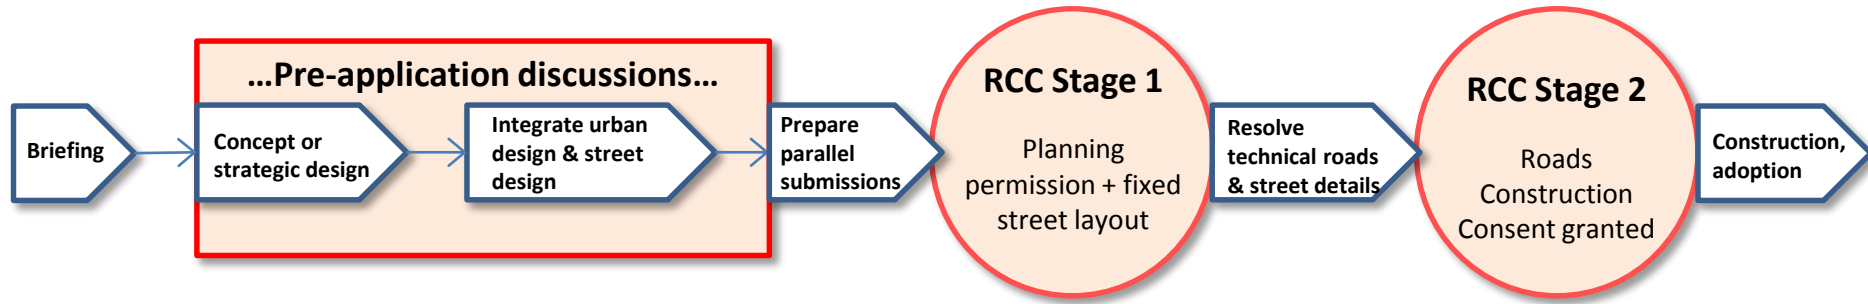 Briefing
...Pre-application discussions...
Concept or
strategic design
Integrate urban
design & street
design
Prepare
parallel
submissions
RCC Stage 1
Planning
permission + fixed
street layout
Resolve
technical roads
& street details
RCC Stage 2
Roads
Construction
Consent granted
Construction,
adoption